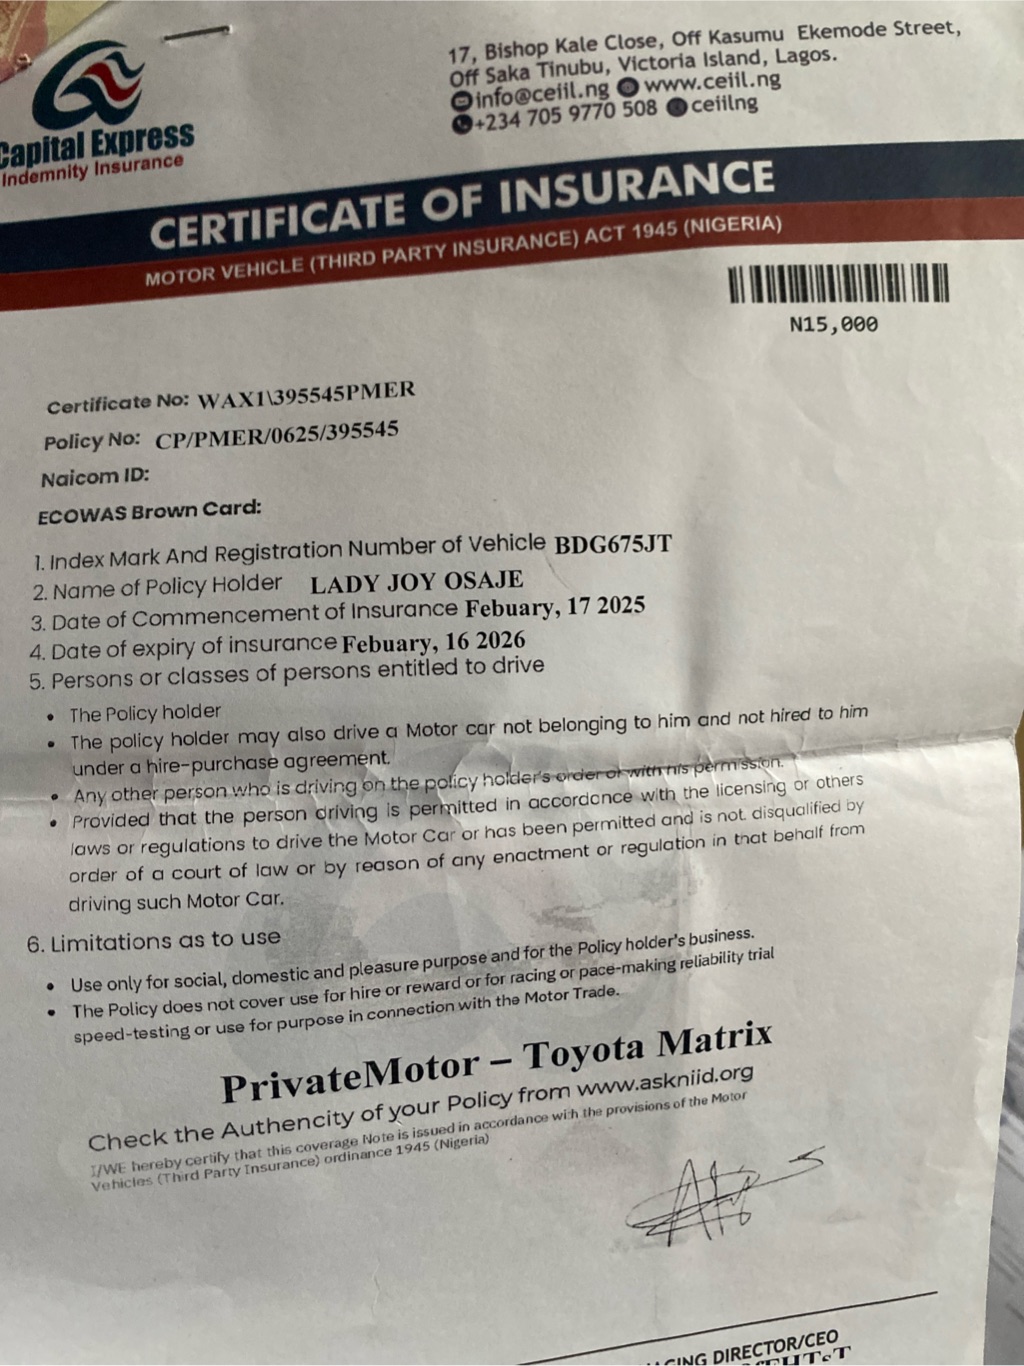 17, Bishop Kale Close, Off Kasumu Ekemode Street,
Off Saka Tinubu, Victoria Island, Lagos.
info@ceiil.ng www.ceiil.ng
+234 705 9770 508 ceiilng
Capital Express
Indemnity Insurance
CERTIFICATE OF INSURANCE
MOTOR VEHICLE (THIRD PARTY INSURANCE) ACT 1945 (NIGERIA)
N15,000
Certificate No: WAX1\395545PMER
Policy No: CP/PMER/0625/395545
Naicom ID:
ECOWAS Brown Card:
1. Index Mark And Registration Number of Vehicle BDG675JT
2. Name of Policy Holder LADY JOY OSAJE
3. Date of Commencement of Insurance Febuary, 17 2025
4. Date of expiry of insurance Febuary, 16 2026
5. Persons or classes of persons entitled to drive
• The Policy holder
• The policy holder may also drive a Motor car not belonging to him and not hired to him
under a hire-purchase agreement.
• Any other person who is driving on the policy holder's order or with his permission.
• Provided that the person driving is permitted in accordance with the licensing or others
laws or regulations to drive the Motor Car or has been permitted and is not disqualified by
order of a court of law or by reason of any enactment or regulation in that behalf from
driving such Motor Car.
6. Limitations as to use
• Use only for social, domestic and pleasure purpose and for the Policy holder's business.
• The Policy does not cover use for hire or reward or for racing or pace-making reliability trial
speed-testing or use for purpose in connection with the Motor Trade.
PrivateMotor – Toyota Matrix
Check the Authencity of your Policy from www.askniid.org
I/WE hereby certify that this coverage Note is issued in accordance with the provisions of the Motor
Vehicles (Third Party Insurance) ordinance 1945 (Nigeria)
DIRECTOR/CEO